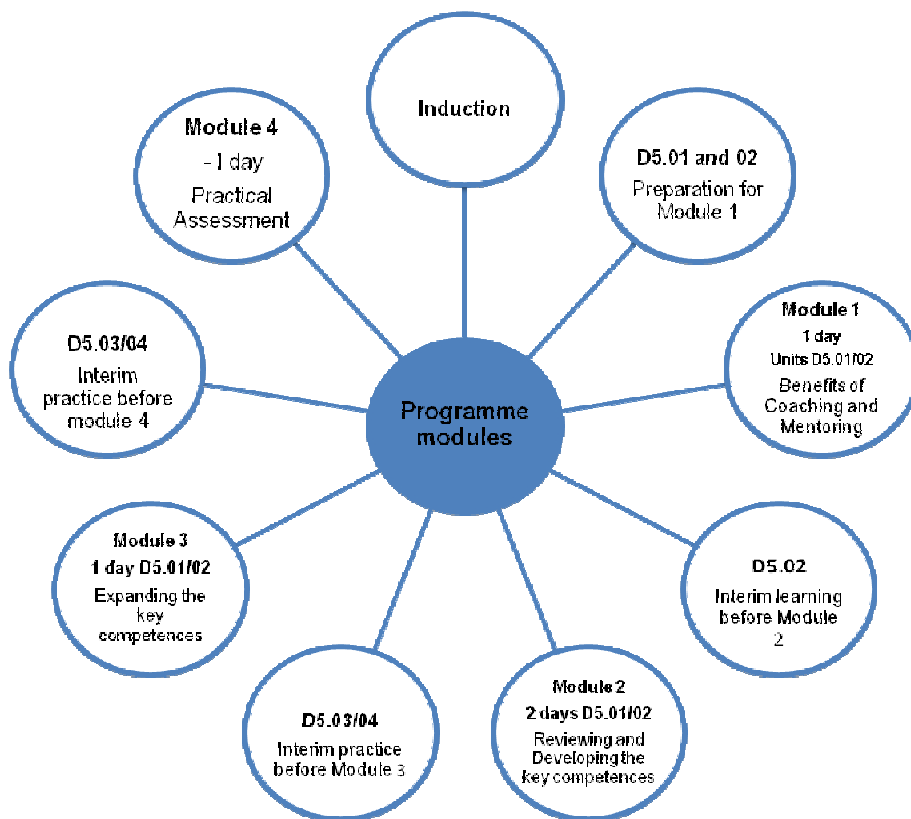 Induction
D5.01 and 02
Preparation for
Module 1
Module 1
1 day
Units D5.01/02
Benefits of
Coaching and
Mentoring
D5.02
Interim learning
before Module
2
Module 2
2 days D5.01/02
Reviewing and
Developing the
key competences
D5.03/04
Interim practice
before Module 3
Module 3
1 day D5.01/02
Expanding the
key
competences
D5.03/04
Interim
practice before
module 4
Module 4
- 1 day
Practical
Assessment
Programme
modules